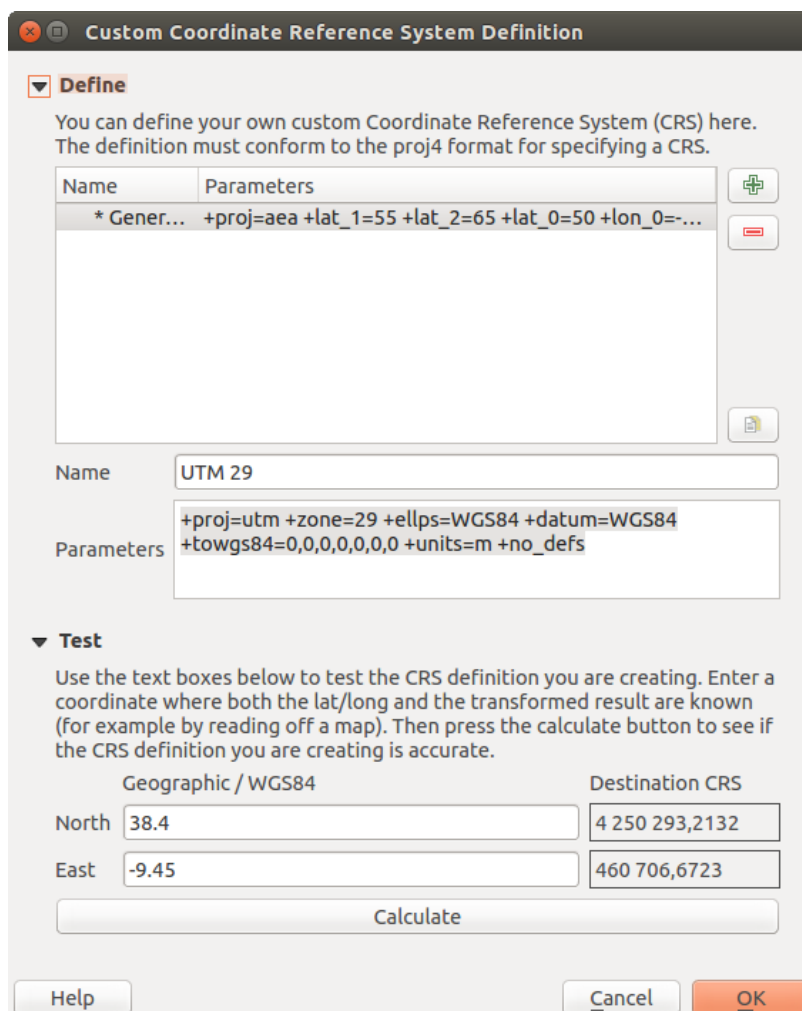 Custom Coordinate Reference System Definition
Define
You can define your own custom Coordinate Reference System (CRS) here.
The definition must conform to the proj4 format for specifying a CRS.
Name Parameters
* Gener... +proj=aea +lat_1=55 +lat_2=65 +lat_0=50 +lon_0=-...
Name UTM 29
+proj=utm +zone=29 +ellps=WGS84 +datum=WGS84
Parameters +towgs84=0,0,0,0,0,0,0 +units=m +no_defs
Test
Use the text boxes below to test the CRS definition you are creating. Enter a
coordinate where both the lat/long and the transformed result are known
(for example by reading off a map). Then press the calculate button to see if
the CRS definition you are creating is accurate.
Geographic / WGS84 Destination CRS
North 38.4 4 250 293,2132
East -9.45 460 706,6723
Calculate
Help Cancel OK